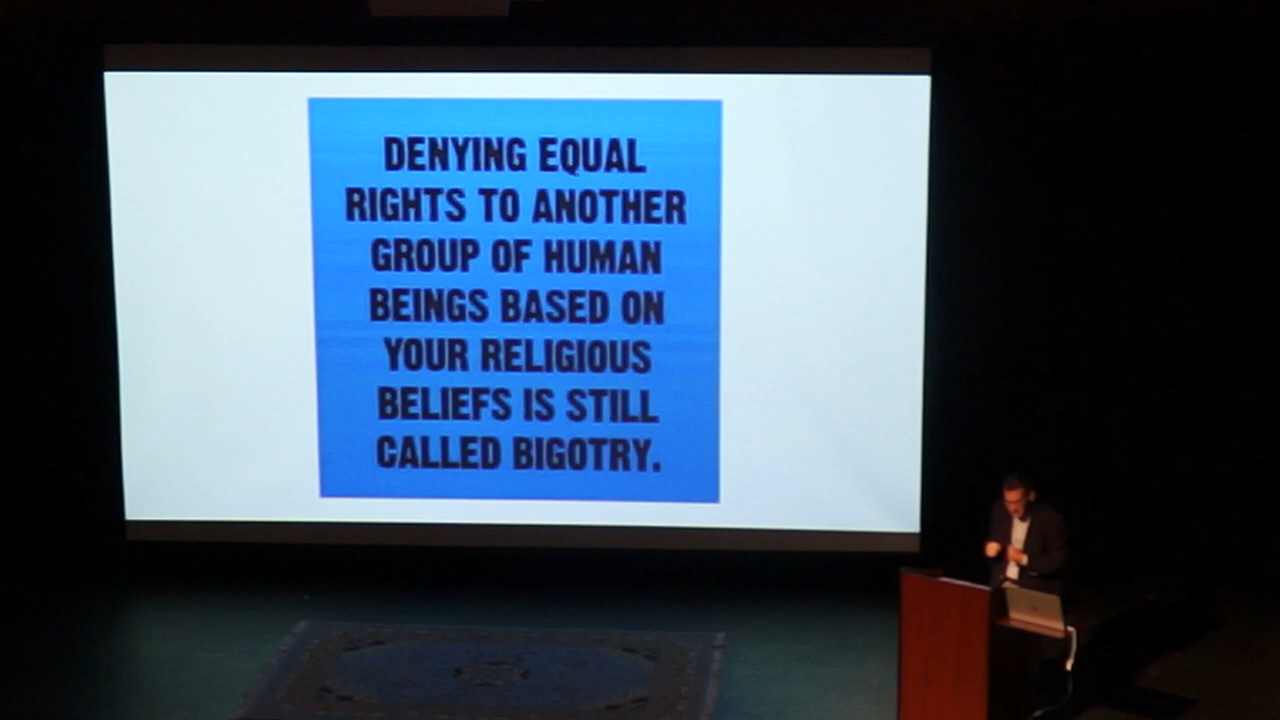 DENYING EQUAL
RIGHTS TO ANOTHER
GROUP OF HUMAN
BEINGS BASED ON
YOUR RELIGIOUS
BELIEFS IS STILL
CALLED BIGOTRY.